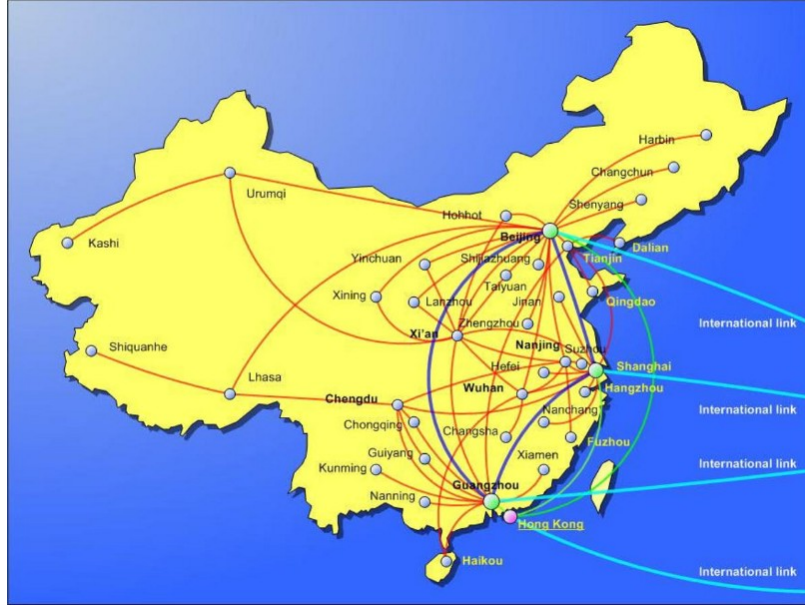 Harbin
Changchun
Urumqi
Shenyang
Hohhot
Beijing
Kashi
Dalian
Yinchuan
Shijiazhuang
Tianjin
Taiyuan
Xining
Lanzhou
Jinan
Qingdao
International link
Zhengzhou
Xi'an
Shiquanhe
Nanjing
Suzhou
Hefei
Shanghai
Lhasa
Wuhan
Hangzhou
Chengdu
Nanchang
International link
Chongqing
Changsha
Fuzhou
Guiyang
Xiamen
Kunming
International link
Guangzhou
Nanning
Hong Kong
Haikou
International link